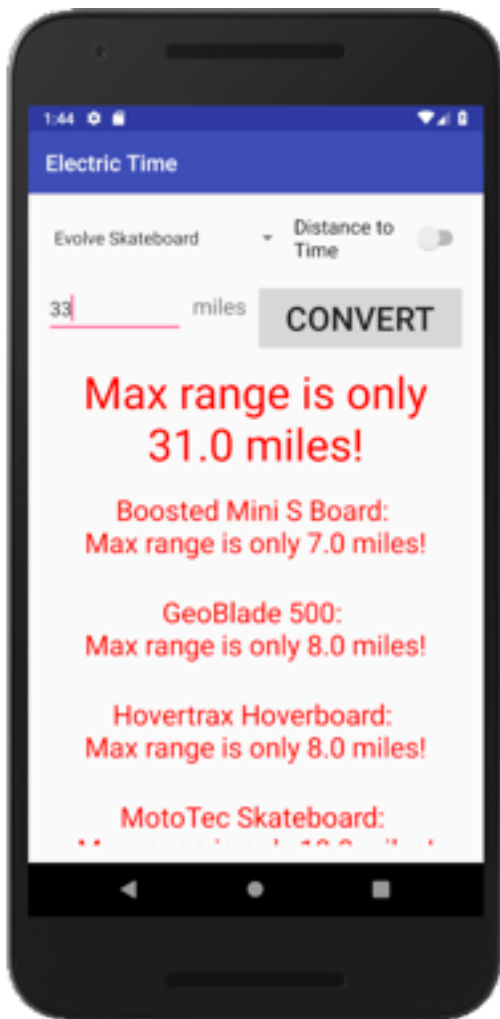 1:44
Electric Time
Evolve Skateboard
Distance to
Time
33
miles
CONVERT
Max range is only
31.0 miles!
Boosted Mini S Board:
Max range is only 7.0 miles!
GeoBlade 500:
Max range is only 8.0 miles!
Hovertrax Hoverboard:
Max range is only 8.0 miles!
MotoTec Skateboard: